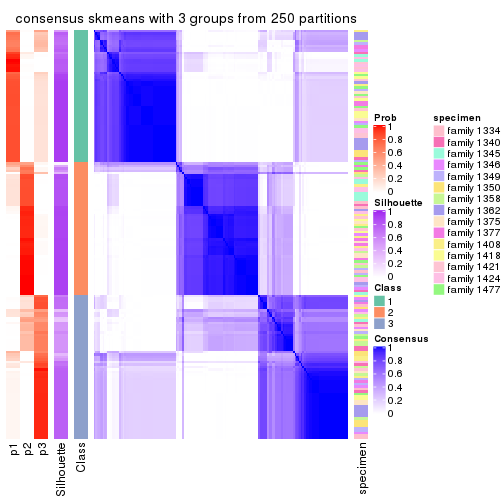 consensus skmeans with 3 groups from 250 partitions
Prob
1
0.8
0.6
0.4
0.2
0
Silhouette
1
0.8
0.6
0.4
0.2
0
Class
1
2
3
Consensus
1
0.8
0.6
0.4
0.2
0
specimen
family 1334
family 1340
family 1345
family 1346
family 1349
family 1350
family 1358
family 1362
family 1375
family 1377
family 1408
family 1418
family 1421
family 1424
family 1477
p1
p2
p3
Silhouette
Class
specimen